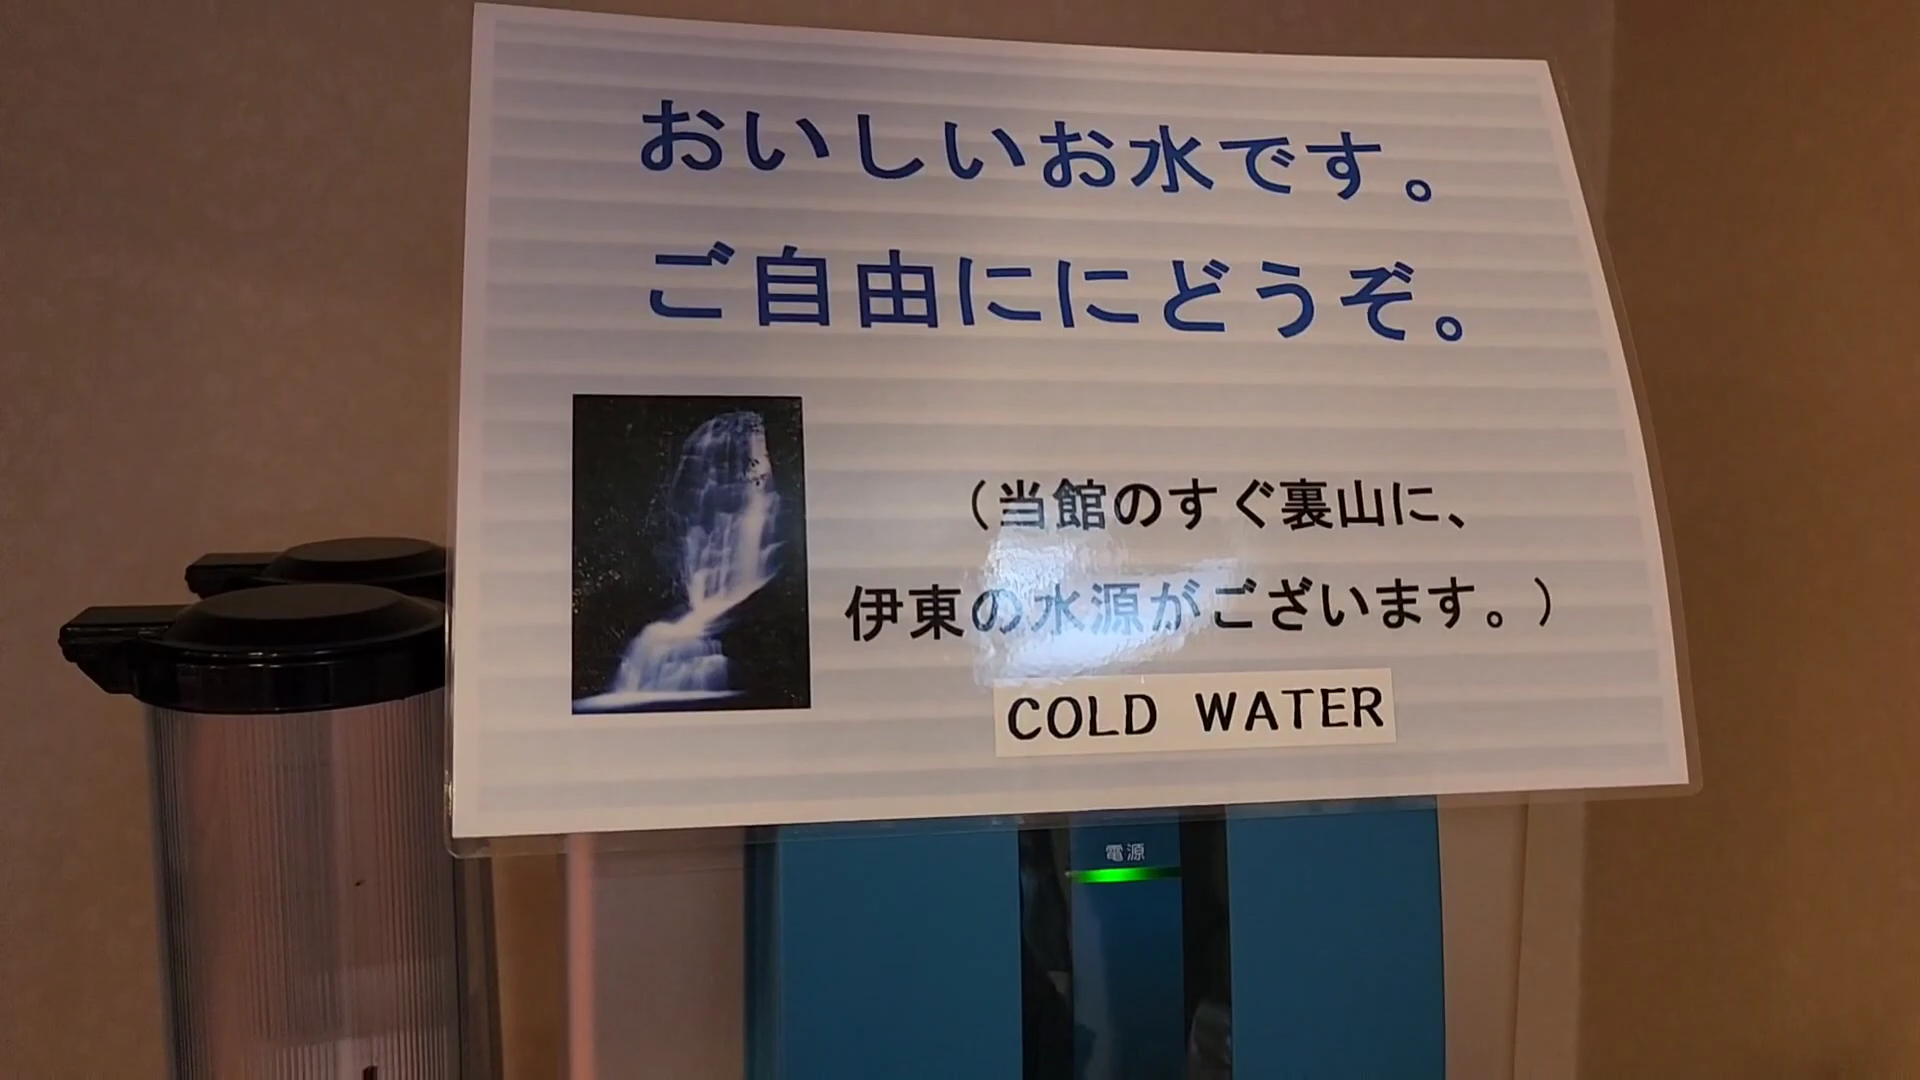 おいしいお水です。
ご自由ににどうぞ。
（当館のすぐ裏山に、
伊東の水源がございます。）
COLD WATER
電源